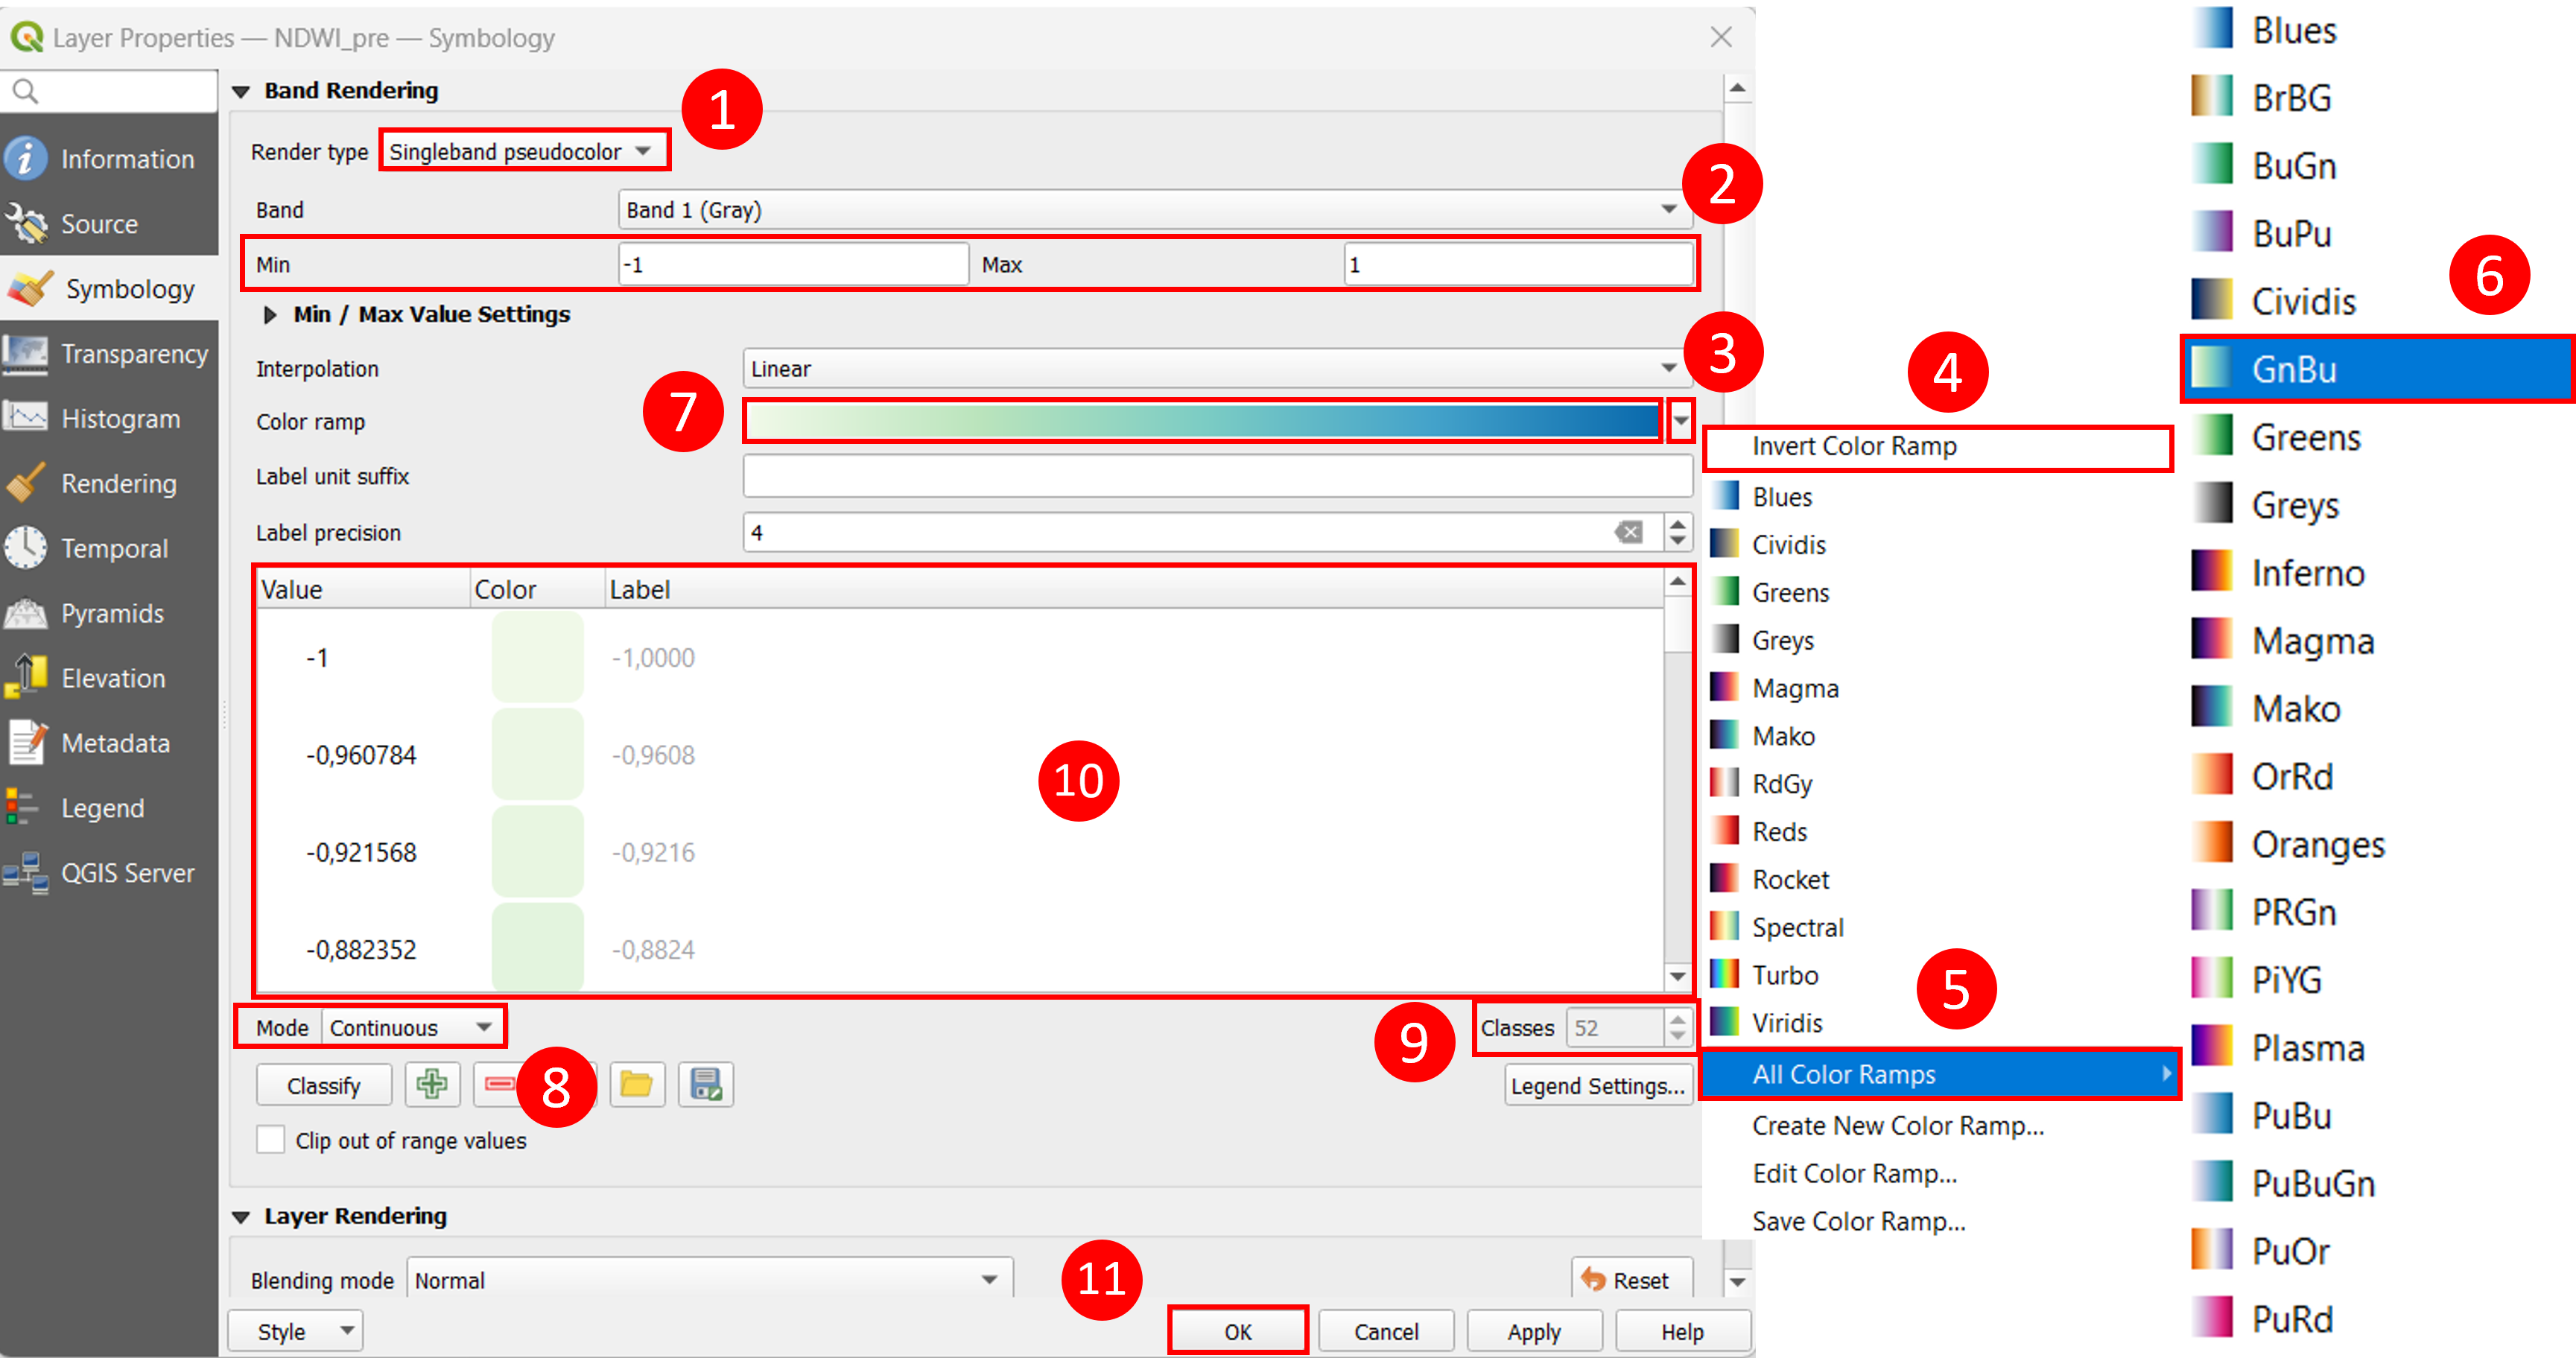 Layer Properties — NDWI_pre — Symbology
Information
Source
Symbology
Transparency
Histogram
Rendering
Temporal
Pyramids
Elevation
Metadata
Legend
QGIS Server
Band Rendering
1
Render type Singleband pseudocolor
2
Band Band 1 (Gray)
Min -1 Max 1
Min / Max Value Settings
3
Interpolation Linear
7
Color ramp
Label unit suffix
Label precision 4
Value Color Label
-1 -1,0000
-0,960784 -0,9608
10
-0,921568 -0,9216
-0,882352 -0,8824
Mode Continuous
9
Classes 52
8
Classify
Legend Settings...
Clip out of range values
Layer Rendering
11
Blending mode Normal
Reset
Style
OK Cancel Apply Help
4
Invert Color Ramp
Blues
Cividis
Greens
Greys
Magma
Mako
RdGy
Reds
Rocket
Spectral
Turbo
5
Viridis
All Color Ramps
Create New Color Ramp...
Edit Color Ramp...
Save Color Ramp...
Blues
BrBG
BuGn
BuPu
6
Cividis
GnBu
Greens
Greys
Inferno
Magma
Mako
OrRd
Oranges
PRGn
PiYG
Plasma
PuBu
PuBuGn
PuOr
PuRd